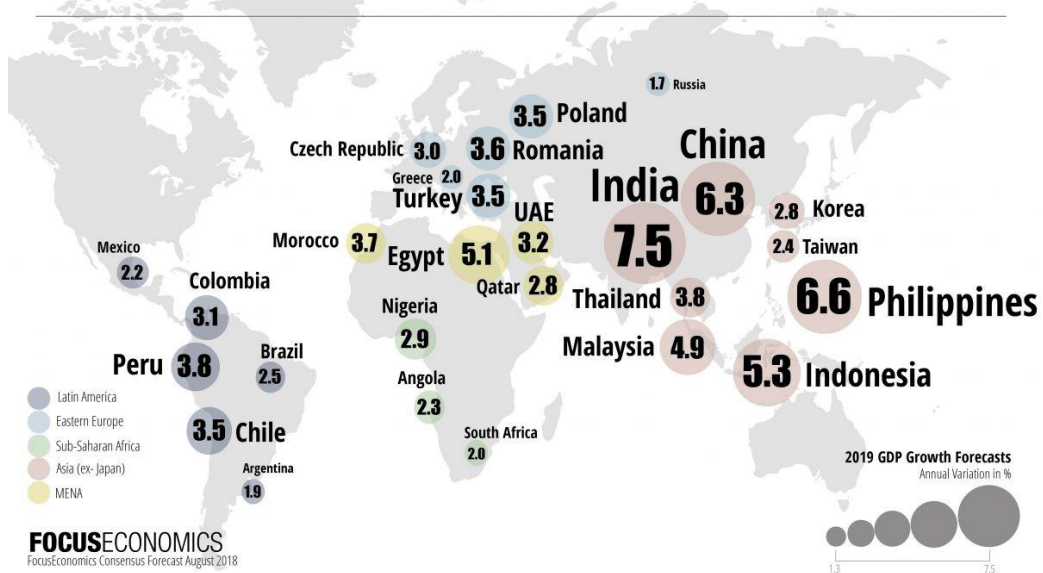 1.7 Russia
3.5 Poland
Czech Republic 3.0
3.6 Romania
China
6.3
Greece 2.0
Turkey 3.5
India
7.5
UAE
3.2
2.8 Korea
Morocco 3.7
Egypt 5.1
2.4 Taiwan
Mexico
2.2
Qatar 2.8
Colombia
3.1
Thailand 3.8
6.6 Philippines
Nigeria
2.9
Malaysia 4.9
Peru 3.8
Brazil
2.5
5.3 Indonesia
Angola
2.3
3.5 Chile
South Africa
2.0
Argentina
1.9
Latin America
Eastern Europe
Sub-Saharan Africa
Asia (ex- Japan)
MENA
2019 GDP Growth Forecasts
Annual Variation in %
1.3
7.5
FOCUSECONOMICS
FocusEconomics Consensus Forecast August 2018